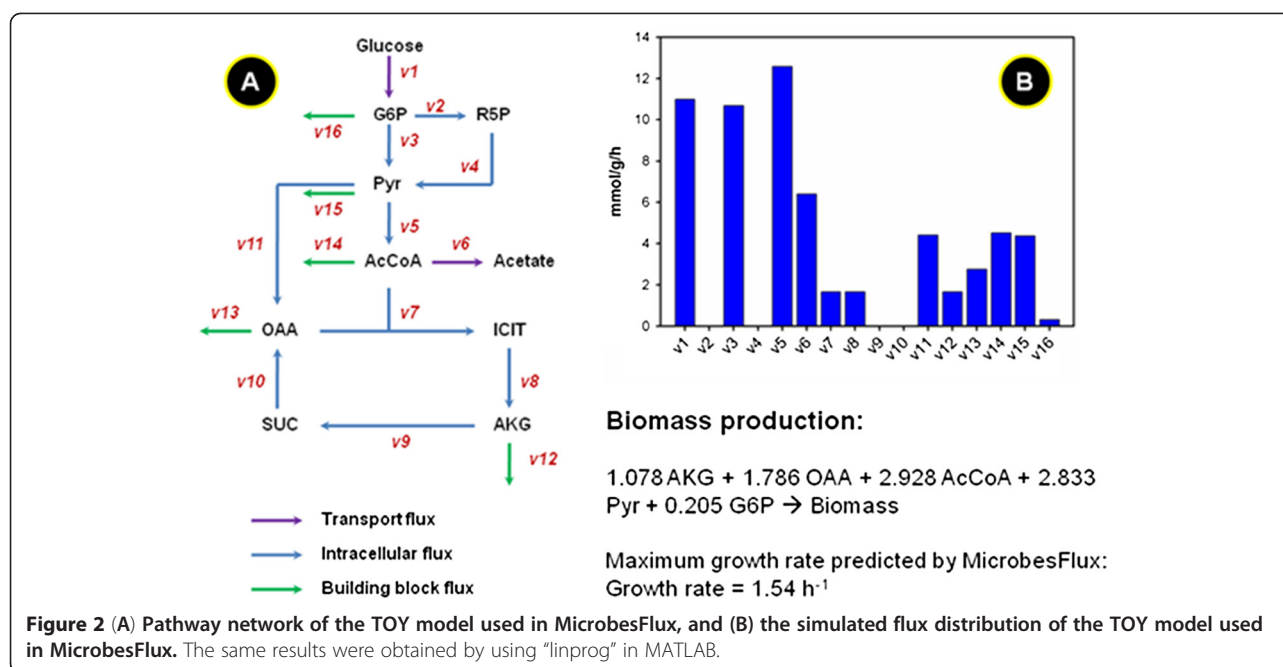 A
Glucose
v1
G6P
v2
R5P
v16
v3
v4
Pyr
v15
v5
v11
v14
v6
AcCoA
Acetate
v7
v13
OAA
ICIT
v10
v8
SUC
AKG
v9
v12
Transport flux
Intracellular flux
Building block flux
B
mmol/g/h
14
12
10
8
6
4
2
0
v1 v2 v3 v4 v5 v6 v7 v8 v9 v10 v11 v12 v13 v14 v15 v16
Biomass production:
1.078 AKG + 1.786 OAA + 2.928 AcCoA + 2.833
Pyr + 0.205 G6P → Biomass
Maximum growth rate predicted by MicrobesFlux:
Growth rate = 1.54 h⁻¹
Figure 2 (A) Pathway network of the TOY model used in MicrobesFlux, and (B) the simulated flux distribution of the TOY model used
in MicrobesFlux. The same results were obtained by using “linprog” in MATLAB.